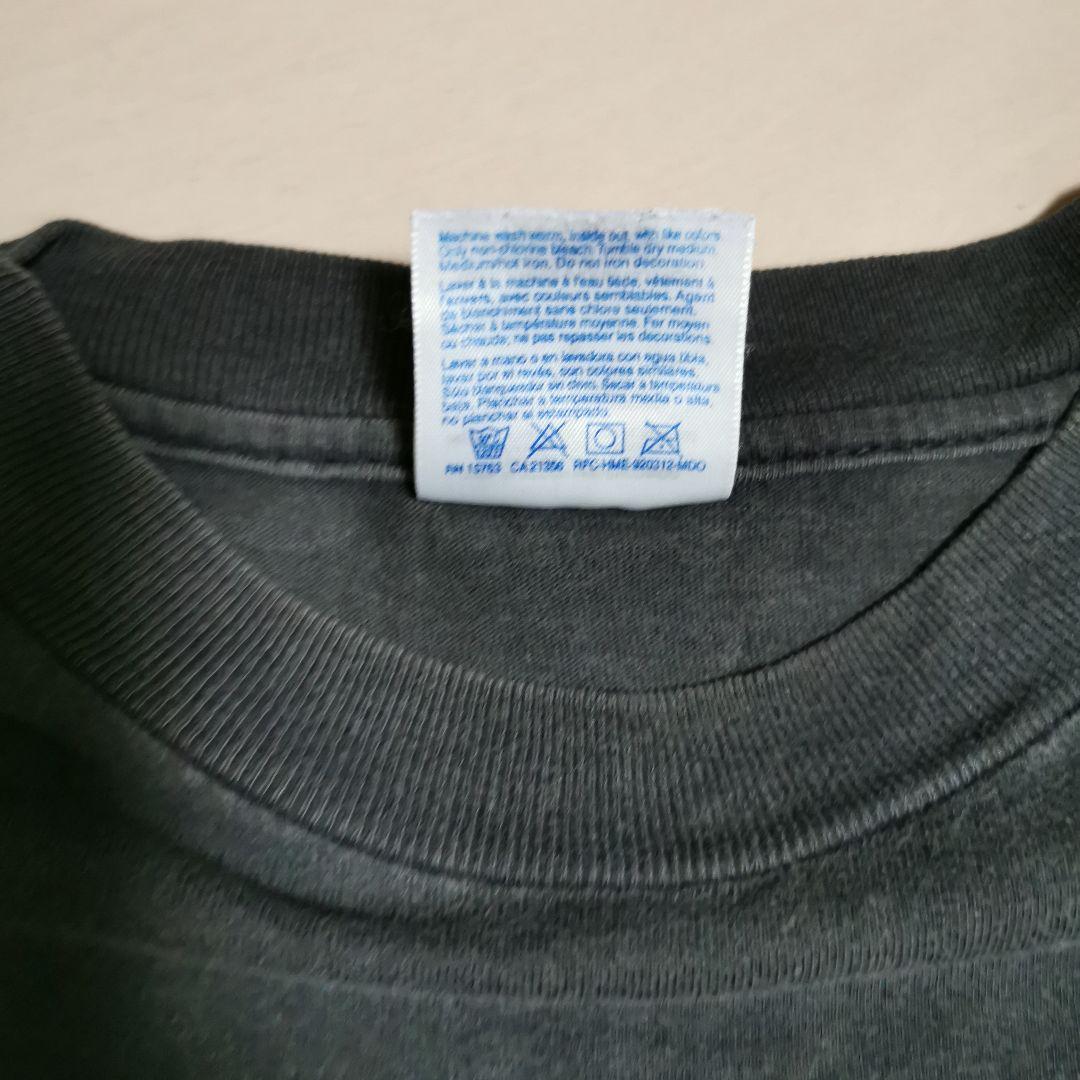 Machine wash warm, inside out, with like colors.
Only non-chlorine bleach. Tumble dry medium.
Medium/hot iron. Do not iron decoration.
Laver à la machine à l'eau tiède, vêtement à
l'envers, avec couleurs semblables. Agent
de blanchiment sans chlore seulement.
Sécher à température moyenne. Fer moyen
ou chaude; ne pas repasser les décorations.
Lavar a mano o en lavadora con agua tibia,
lavar por el revés, con colores similares.
Solo blanqueador sin cloro. Secar a temperatura
baja. Planchar a temperatura media o alta,
no planchar el estampado.
RN 13763 CA 21356 RFC-HME-920312-MDO